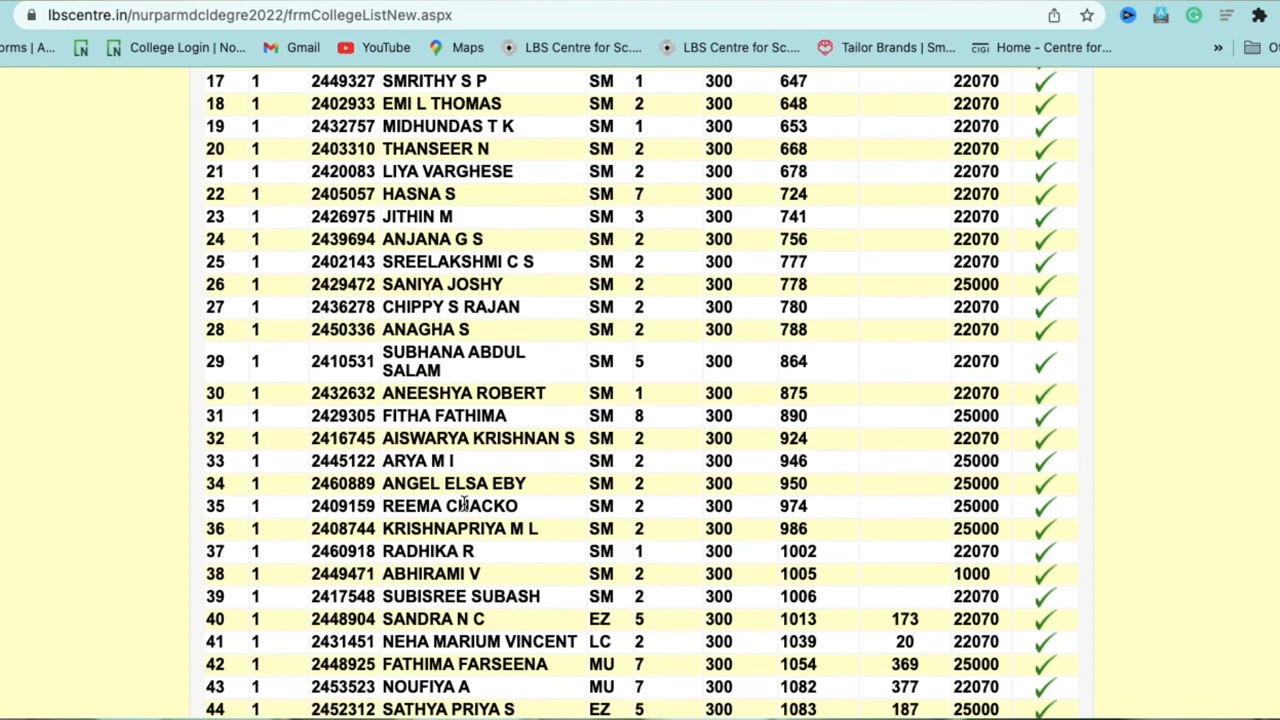 lbscentre.in/nurparmdcldegre2022/frmCollegeListNew.aspx
orms | A... College Login | No... Gmail YouTube Maps LBS Centre for Sc.... LBS Centre for Sc.... Tailor Brands | Sm... CIGI Home - Centre for... » Of
17 1 2449327 SMRITHY S P SM 1 300 647 22070
18 1 2402933 EMI L THOMAS SM 2 300 648 22070
19 1 2432757 MIDHUNDAS T K SM 1 300 653 22070
20 1 2403310 THANSEER N SM 2 300 668 22070
21 1 2420083 LIYA VARGHESE SM 2 300 678 22070
22 1 2405057 HASNA S SM 7 300 724 22070
23 1 2426975 JITHIN M SM 3 300 741 22070
24 1 2439694 ANJANA G S SM 2 300 756 22070
25 1 2402143 SREELAKSHMI C S SM 2 300 777 22070
26 1 2429472 SANIYA JOSHY SM 2 300 778 25000
27 1 2436278 CHIPPY S RAJAN SM 2 300 780 22070
28 1 2450336 ANAGHA S SM 2 300 788 22070
29 1 2410531 SUBHANA ABDUL SM 5 300 864 22070
SALAM
30 1 2432632 ANEESHYA ROBERT SM 1 300 875 22070
31 1 2429305 FITHA FATHIMA SM 8 300 890 25000
32 1 2416745 AISWARYA KRISHNAN S SM 2 300 924 22070
33 1 2445122 ARYA M I SM 2 300 946 25000
34 1 2460889 ANGEL ELSA EBY SM 2 300 950 25000
35 1 2409159 REEMA CHACKO SM 2 300 974 25000
36 1 2408744 KRISHNAPRIYA M L SM 2 300 986 25000
37 1 2460918 RADHIKA R SM 1 300 1002 22070
38 1 2449471 ABHIRAMI V SM 2 300 1005 1000
39 1 2417548 SUBISREE SUBASH SM 2 300 1006 22070
40 1 2448904 SANDRA N C EZ 5 300 1013 173 22070
41 1 2431451 NEHA MARIUM VINCENT LC 2 300 1039 20 22070
42 1 2448925 FATHIMA FARSEENA MU 7 300 1054 369 25000
43 1 2453523 NOUFIYA A MU 7 300 1082 377 22070
44 1 2452312 SATHYA PRIYA S EZ 5 300 1083 187 25000